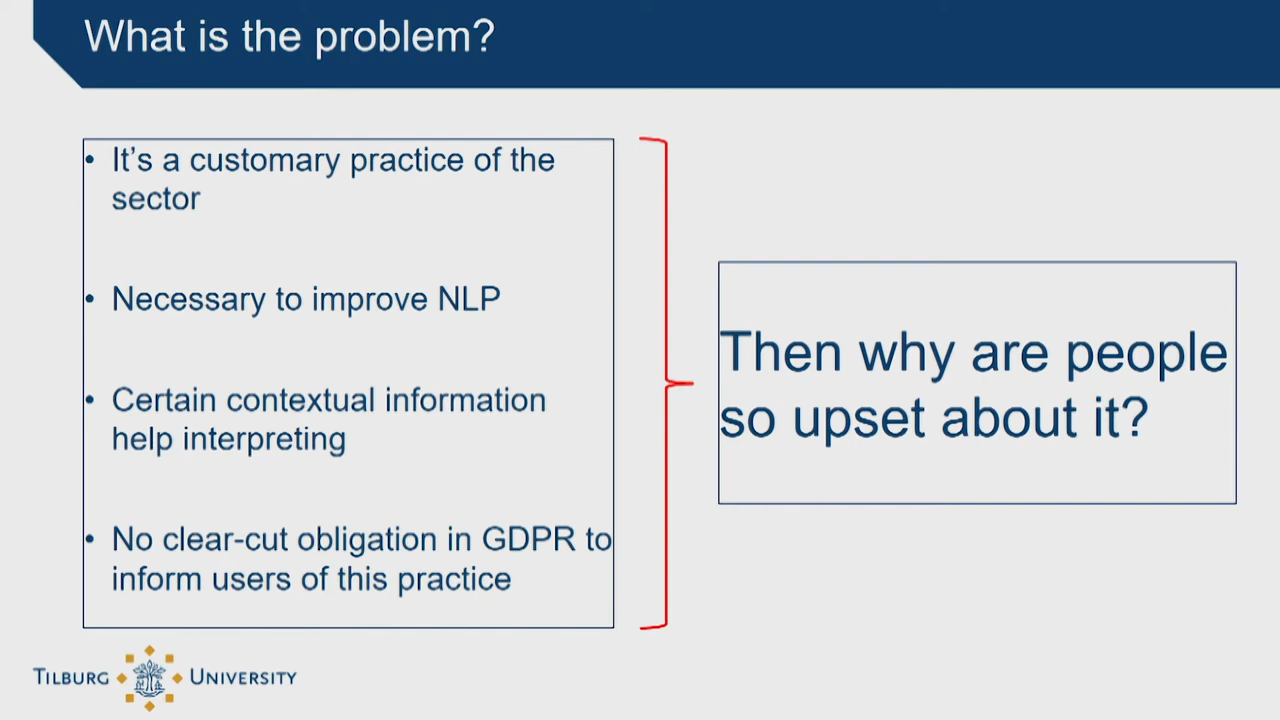 What is the problem?
• It's a customary practice of the
sector
• Necessary to improve NLP
• Certain contextual information
help interpreting
• No clear-cut obligation in GDPR to
inform users of this practice
Then why are people
so upset about it?
TILBURG UNIVERSITY